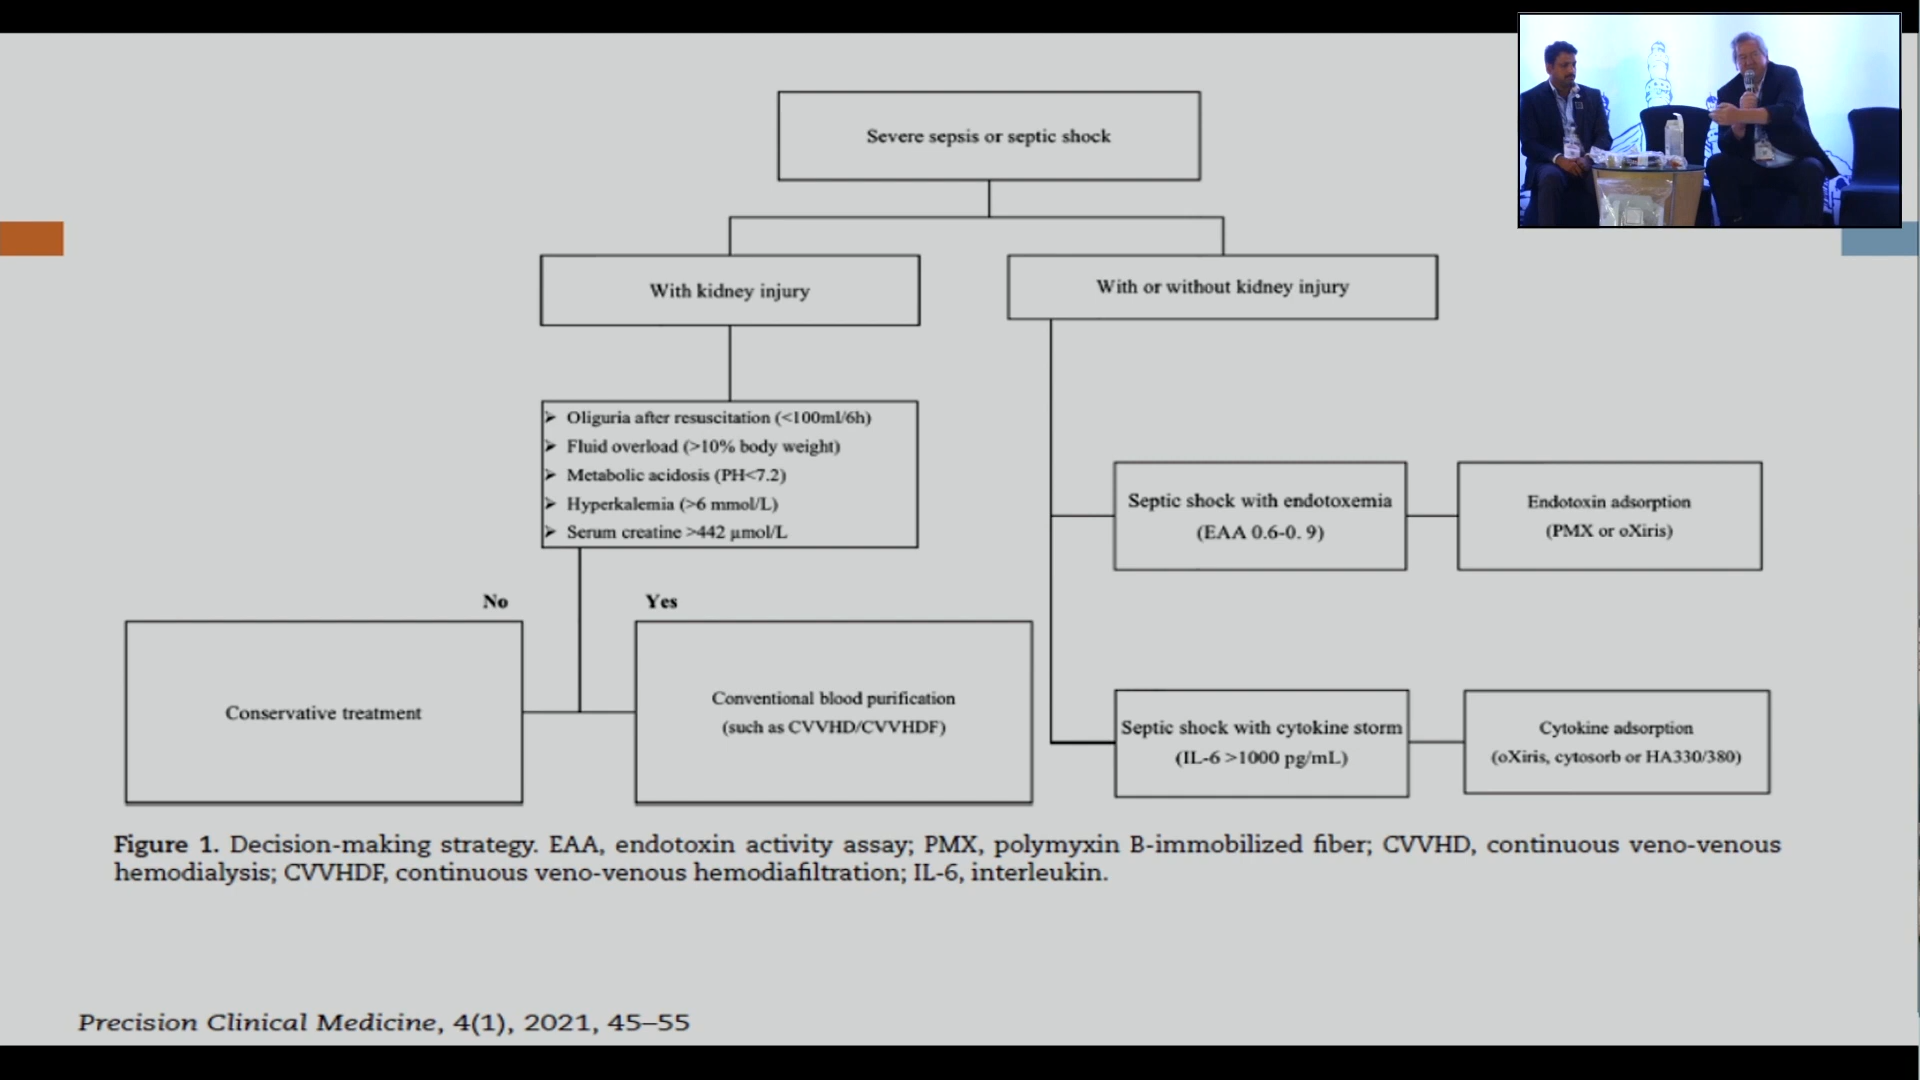 Severe sepsis or septic shock
With kidney injury
With or without kidney injury
Oliguria after resuscitation (<100ml/6h)
Fluid overload (>10% body weight)
Metabolic acidosis (PH<7.2)
Hyperkalemia (>6 mmol/L)
Serum creatine >442 μmol/L
Septic shock with endotoxemia
(EAA 0.6-0. 9)
Endotoxin adsorption
(PMX or oXiris)
No
Yes
Conservative treatment
Conventional blood purification
(such as CVVHD/CVVHDF)
Septic shock with cytokine storm
(IL-6 >1000 pg/mL)
Cytokine adsorption
(oXiris, cytosorb or HA330/380)
Figure 1. Decision-making strategy. EAA, endotoxin activity assay; PMX, polymyxin B-immobilized fiber; CVVHD, continuous veno-venous
hemodialysis; CVVHDF, continuous veno-venous hemodiafiltration; IL-6, interleukin.
Precision Clinical Medicine, 4(1), 2021, 45–55